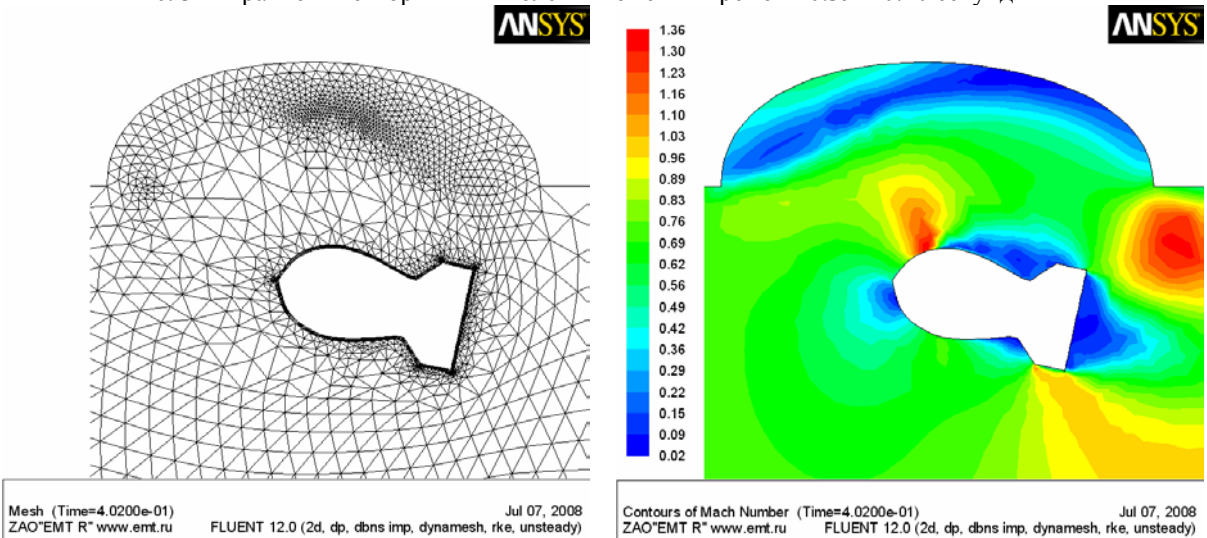 ANSYS
Mesh (Time=4.0200e-01)
Jul 07, 2008
ZAO"EMT R" www.emt.ru
FLUENT 12.0 (2d, dp, dbns imp, dynamesh, rke, unsteady)
ANSYS
1.36
1.30
1.23
1.16
1.10
1.03
0.96
0.89
0.83
0.76
0.69
0.62
0.56
0.49
0.42
0.36
0.29
0.22
0.15
0.09
0.02
Contours of Mach Number (Time=4.0200e-01)
Jul 07, 2008
ZAO"EMT R" www.emt.ru
FLUENT 12.0 (2d, dp, dbns imp, dynamesh, rke, unsteady)